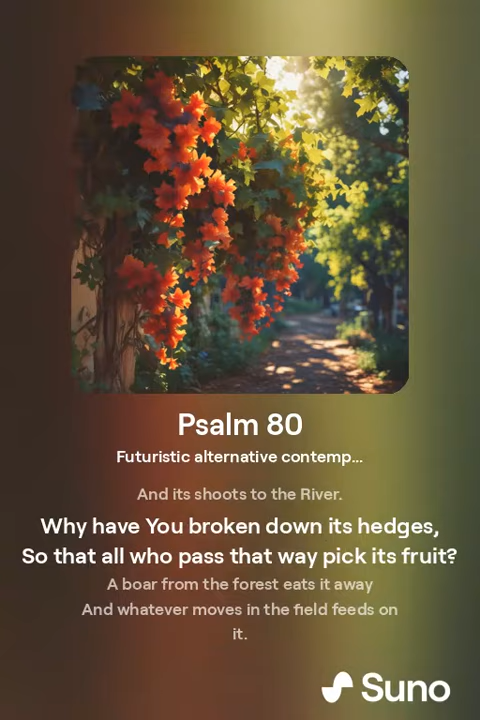 Psalm 80
Futuristic alternative contemp...
And its shoots to the River.
Why have You broken down its hedges,
So that all who pass that way pick its fruit?
A boar from the forest eats it away
And whatever moves in the field feeds on
it.
Suno